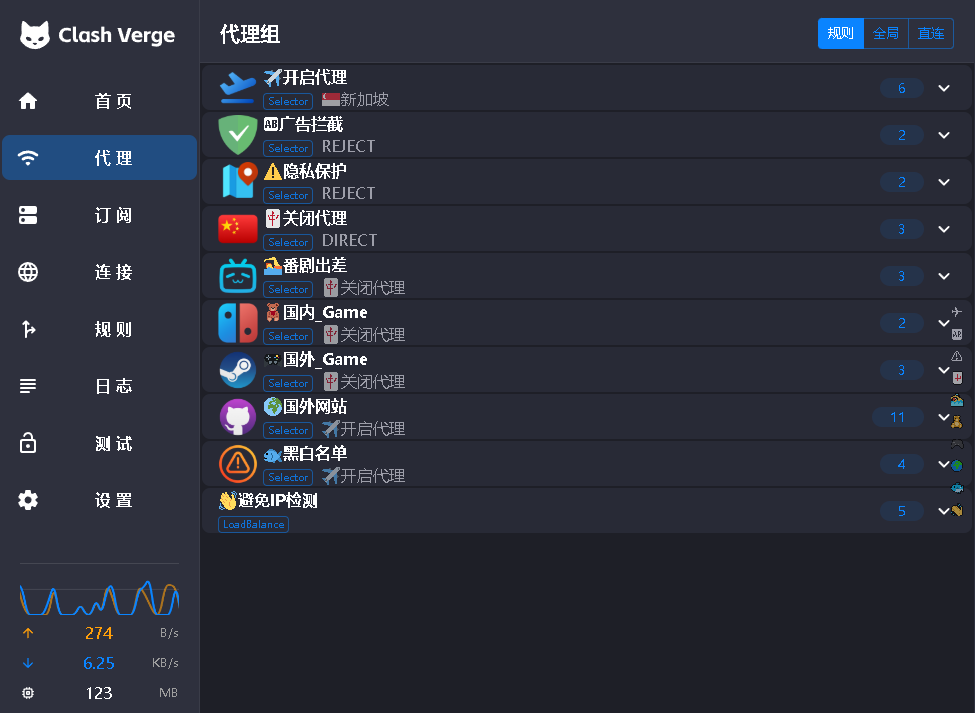 Clash Verge
首页
代理
订阅
连接
规则
日志
测试
设置
274 B/s
6.25 KB/s
123 MB
代理组
规则 全局 直连
✈️开启代理
Selector 🇸🇬新加坡
6
🆎广告拦截
Selector REJECT
2
⚠️隐私保护
Selector REJECT
2
🀄关闭代理
Selector DIRECT
3
🏊番剧出差
Selector 🀄关闭代理
3
🧸国内_Game
Selector 🀄关闭代理
2
🎮国外_Game
Selector 🀄关闭代理
3
🌍国外网站
Selector ✈️开启代理
11
🐟黑白名单
Selector ✈️开启代理
4
👋避免IP检测
LoadBalance
5